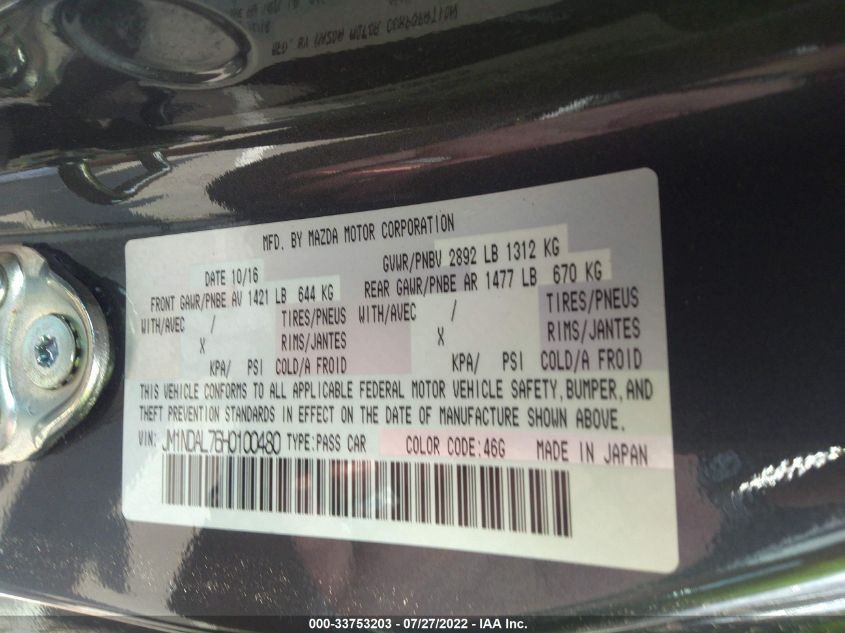 MFD. BY MAZDA MOTOR CORPORATION
DATE 10/16 GVWR/PNBV 2892 LB 1312 KG
FRONT GAWR/PNBE AV 1421 LB 644 KG REAR GAWR/PNBE AR 1477 LB 670 KG
WITH/AVEC / TIRES/PNEUS WITH/AVEC / TIRES/PNEUS
X RIMS/JANTES X RIMS/JANTES
KPA/ PSI COLD/A FROID KPA/ PSI COLD/A FROID
THIS VEHICLE CONFORMS TO ALL APPLICABLE FEDERAL MOTOR VEHICLE SAFETY, BUMPER, AND
THEFT PREVENTION STANDARDS IN EFFECT ON THE DATE OF MANUFACTURE SHOWN ABOVE.
VIN: JM1NDAL76H0100480 TYPE:PASS CAR COLOR CODE:46G MADE IN JAPAN
000-33753203 - 07/27/2022 - IAA Inc.